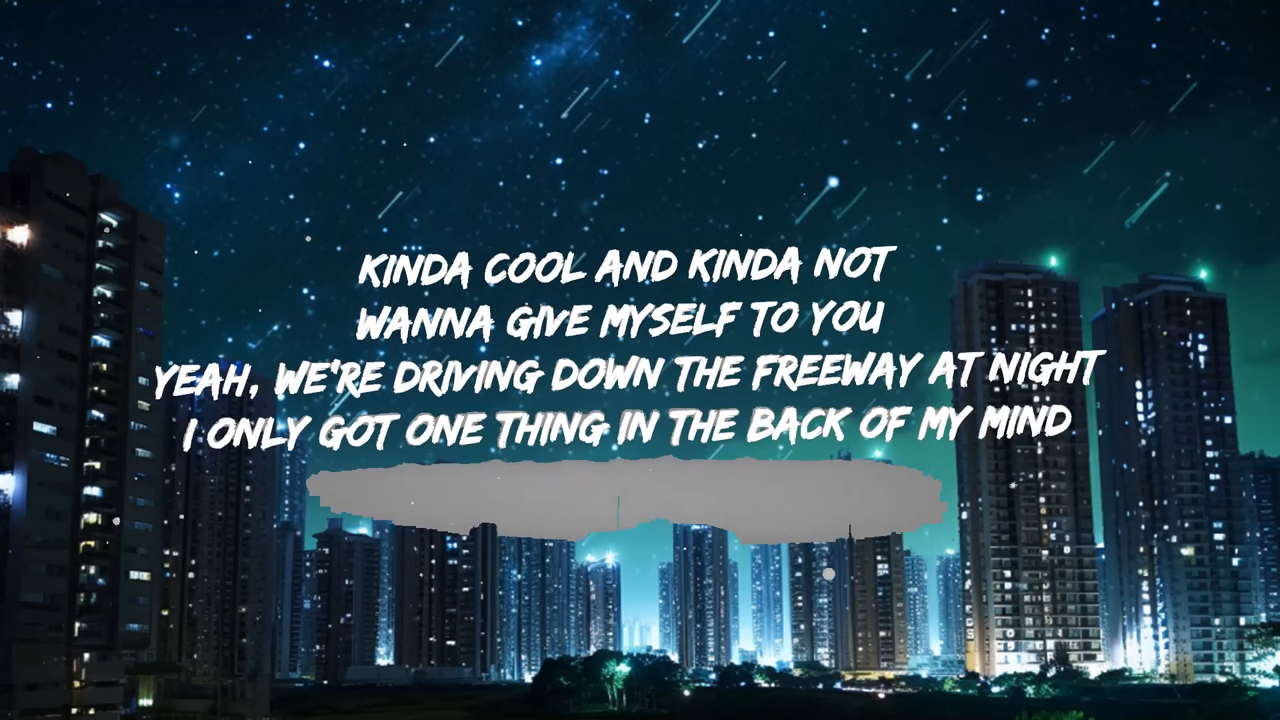 KINDA COOL AND KINDA NOT
WANNA GIVE MYSELF TO YOU
YEAH, WE'RE DRIVING DOWN THE FREEWAY AT NIGHT
I ONLY GOT ONE THING IN THE BACK OF MY MIND